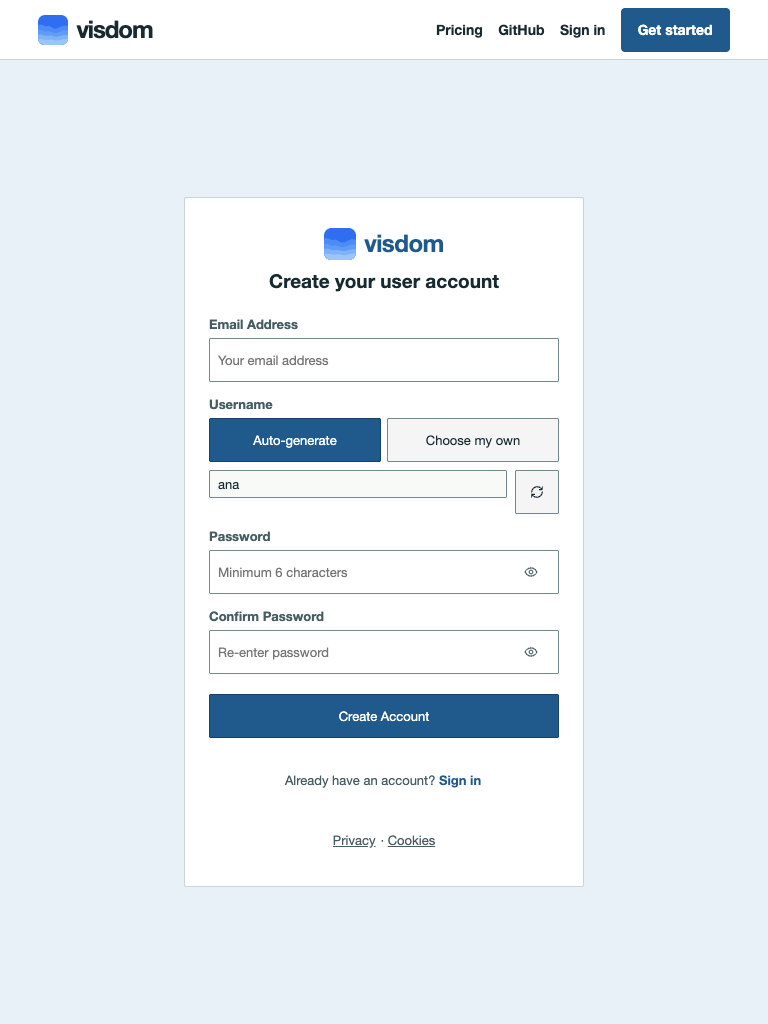 visdom
Pricing GitHub Sign in Get started
visdom
Create your user account
Email Address
Your email address
Username
Auto-generate Choose my own
ana
Password
Minimum 6 characters
Confirm Password
Re-enter password
Create Account
Already have an account? Sign in
Privacy · Cookies